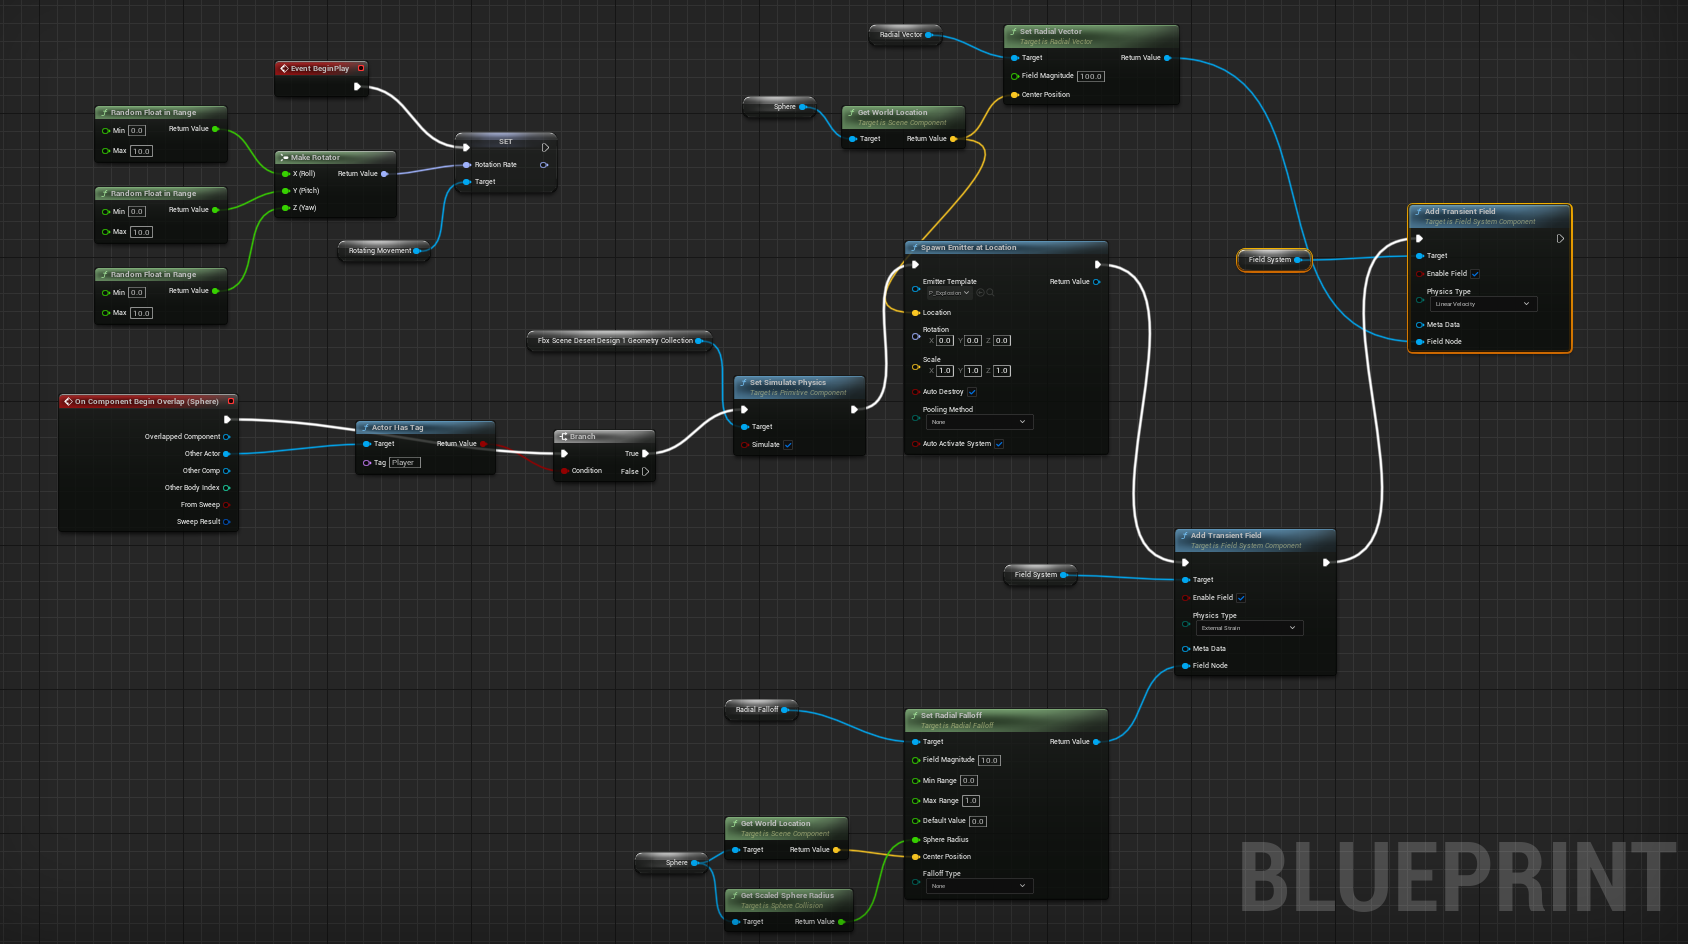 Event BeginPlay
Random Float in Range
Min 0.0 Return Value
Max 10.0
Random Float in Range
Min 0.0 Return Value
Max 10.0
Random Float in Range
Min 0.0 Return Value
Max 10.0
Make Rotator
X (Roll) Return Value
Y (Pitch)
Z (Yaw)
SET
Rotation Rate
Target
Rotating Movement
Radial Vector
Set Radial Vector
Target is Radial Vector
Target Return Value
Field Magnitude 100.0
Center Position
Sphere
Get World Location
Target is Scene Component
Target Return Value
Fbx Scene Desert Design 1 Geometry Collection
On Component Begin Overlap (Sphere)
Overlapped Component
Other Actor
Other Comp
Other Body Index
From Sweep
Sweep Result
Actor Has Tag
Target Return Value
Tag Player
Branch
True
Condition False
Set Simulate Physics
Target is Primitive Component
Target
Simulate
Spawn Emitter at Location
Emitter Template Return Value
P_Explosion
Location
Rotation
X 0.0 Y 0.0 Z 0.0
Scale
X 1.0 Y 1.0 Z 1.0
Auto Destroy
Pooling Method
None
Auto Activate System
Field System
Add Transient Field
Target is Field System Component
Target
Enable Field
Physics Type
Linear Velocity
Meta Data
Field Node
Field System
Add Transient Field
Target is Field System Component
Target
Enable Field
Physics Type
External Strain
Meta Data
Field Node
Radial Falloff
Set Radial Falloff
Target is Radial Falloff
Target Return Value
Field Magnitude 10.0
Min Range 0.0
Max Range 1.0
Default Value 0.0
Sphere Radius
Center Position
Falloff Type
None
Sphere
Get World Location
Target is Scene Component
Target Return Value
Get Scaled Sphere Radius
Target is Sphere Collision
Target Return Value
BLUEPRINT